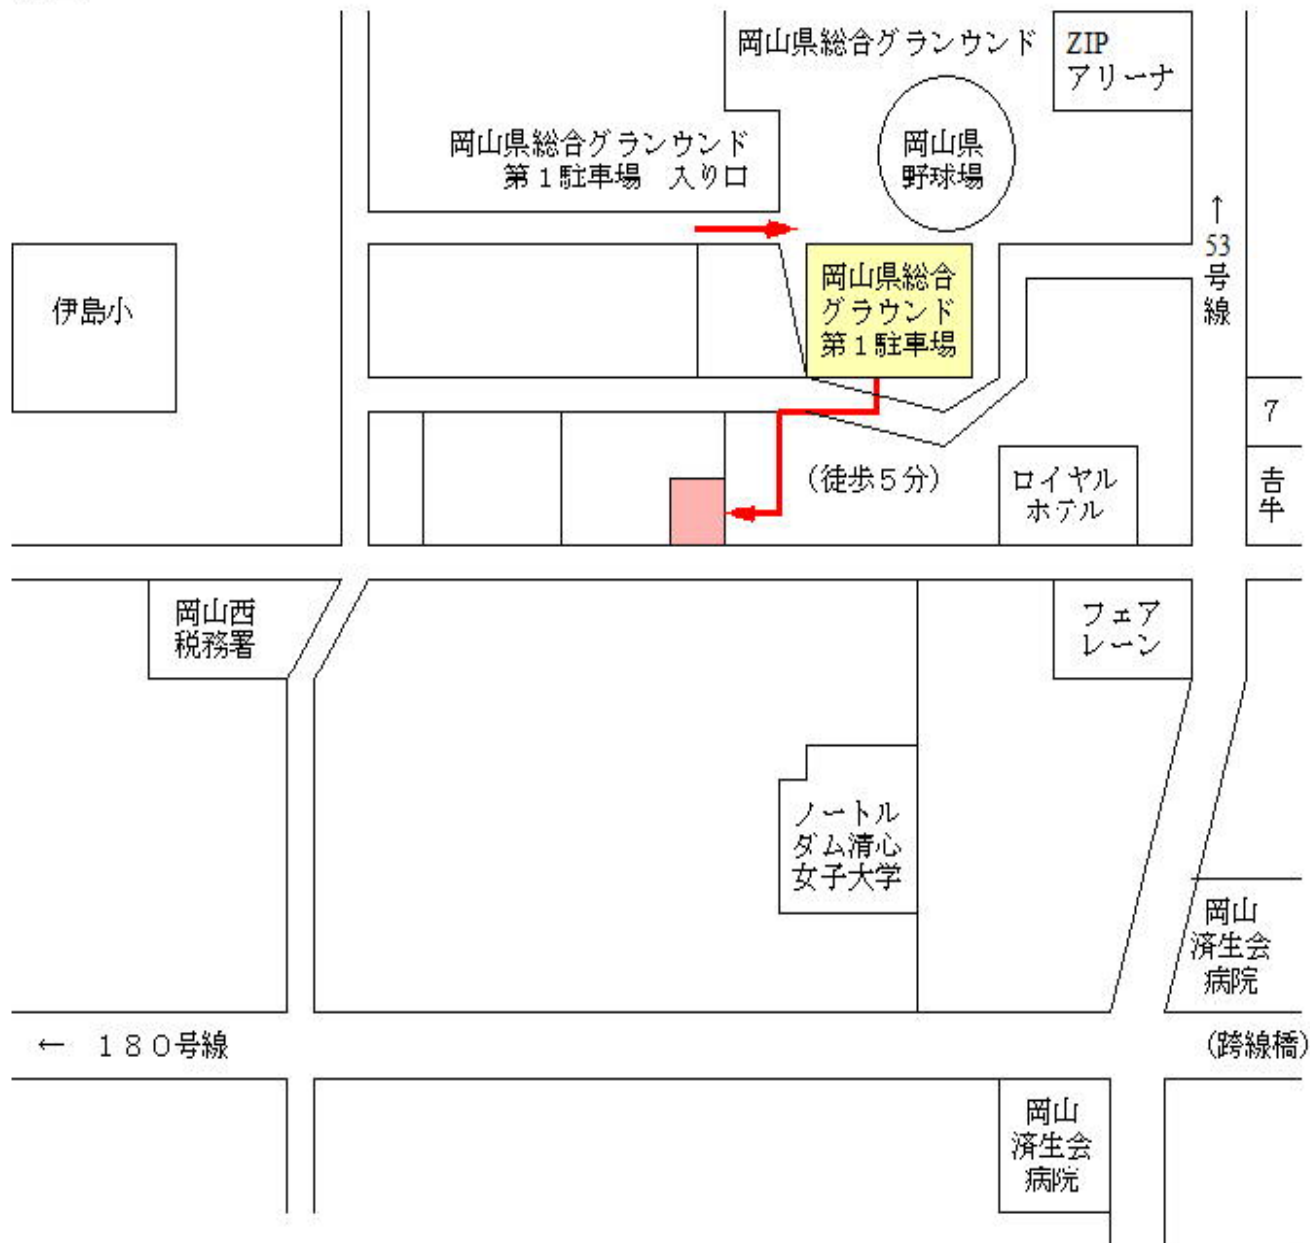 岡山県総合グランウンド
ZIP
アリーナ
岡山県総合グランウンド
第１駐車場　入り口
岡山県
野球場
↑
53
号
線
伊島小
岡山県総合
グラウンド
第１駐車場
７
(徒歩５分)
ロイヤル
ホテル
吉
牛
岡山西
税務署
フェア
レーン
ノートル
ダム清心
女子大学
岡山
済生会
病院
←　１８０号線
(跨線橋)
岡山
済生会
病院